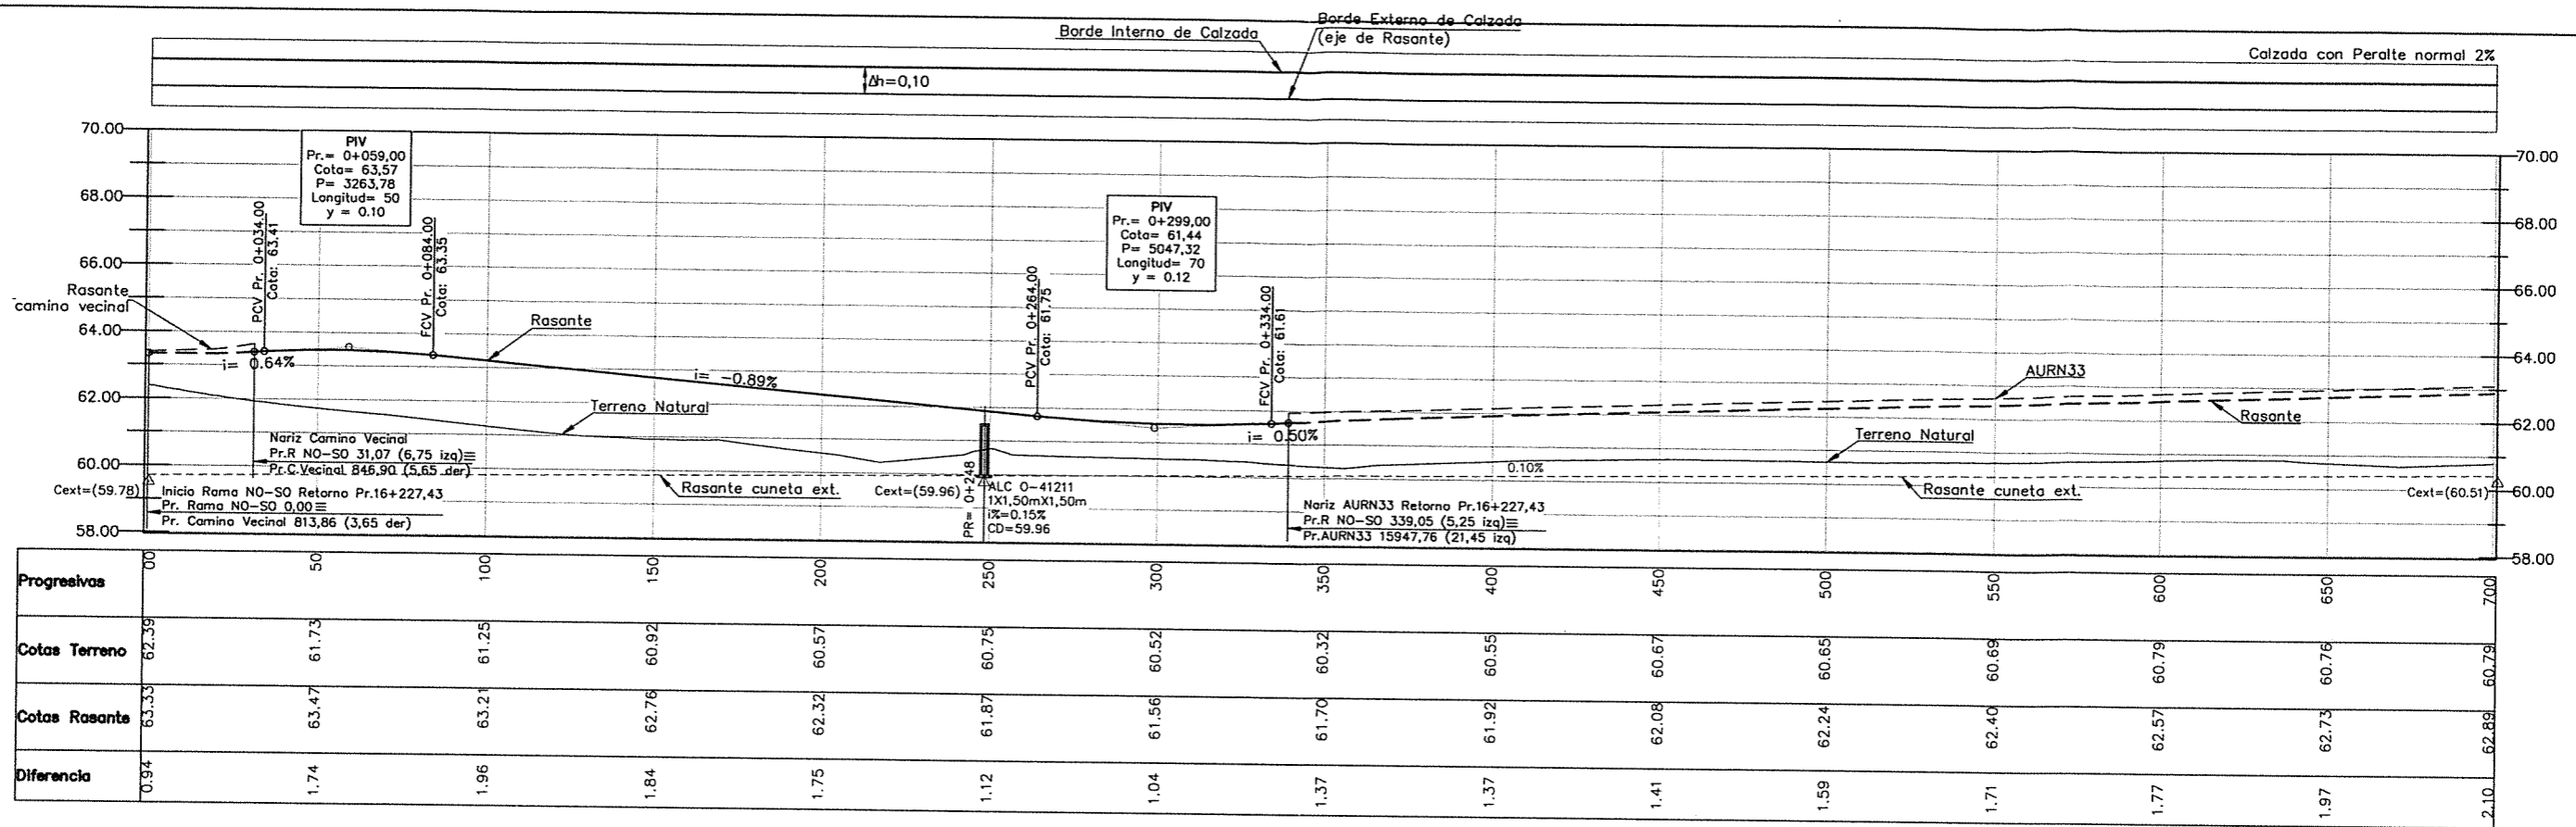 Borde Externo de Calzada
(eje de Rasante)
Borde Interno de Calzada
Calzada con Peralte normal 2%
Δh=0,10
70.00
68.00
66.00
64.00
62.00
60.00
58.00
PIV
Pr.= 0+059,00
Cota= 63,57
P= 3263,78
Longitud= 50
y = 0.10
PIV
Pr.= 0+299,00
Cota= 61,44
P= 5047,32
Longitud= 70
y = 0.12
70.00
68.00
66.00
64.00
62.00
60.00
58.00
PCV Pr. 0+034.00
Cota: 63.41
FCV Pr. 0+084.00
Cota: 63.35
PCV Pr. 0+264.00
Cota: 61.75
FCV Pr. 0+334.00
Cota: 61.61
Rasante
camino vecinal
Rasante
i= 0.64%
i= -0.89%
i= 0.50%
AURN33
Rasante
Terreno Natural
Terreno Natural
0.10%
Nariz Camino Vecinal
Pr.R NO-SO 31,07 (6,75 izq)≡
Pr.C.Vecinal 846,90 (5,65 der)
Cext=(59.78)
Inicio Rama NO-SO Retorno Pr.16+227,43
Pr. Rama NO-SO 0,00≡
Pr. Camino Vecinal 813,86 (3,65 der)
Rasante cuneta ext.
Cext=(59.96)
PR= 0+248
ALC O-41211
1X1,50mX1,50m
i%=0.15%
CD=59.96
Nariz AURN33 Retorno Pr.16+227,43
Pr.R NO-SO 339,05 (5,25 izq)≡
Pr.AURN33 15947,76 (21,45 izq)
Rasante cuneta ext.
Cext=(60.51)
Progresivas 00 50 100 150 200 250 300 350 400 450 500 550 600 650 700
Cotas Terreno 62.39 61.73 61.25 60.92 60.57 60.75 60.52 60.32 60.55 60.67 60.65 60.69 60.79 60.76 60.79
Cotas Rasante 63.33 63.47 63.21 62.76 62.32 61.87 61.56 61.70 61.92 62.08 62.24 62.40 62.57 62.73 62.89
Diferencia 0.94 1.74 1.96 1.84 1.75 1.12 1.04 1.37 1.37 1.41 1.59 1.71 1.77 1.97 2.10